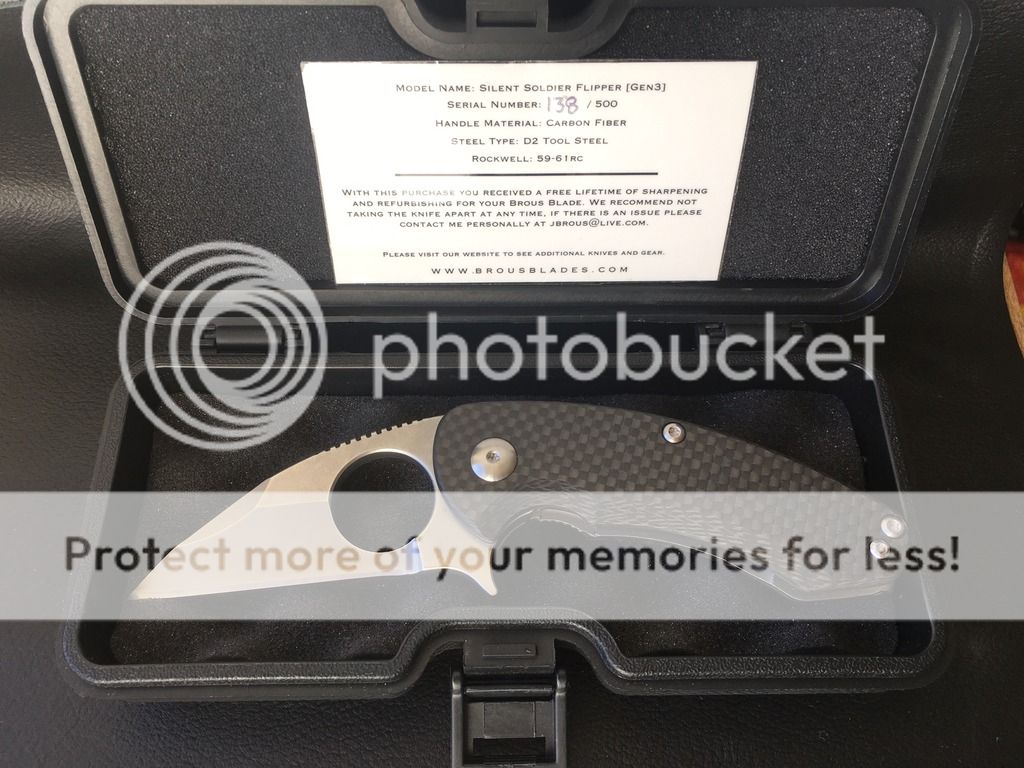 Model Name: Silent Soldier Flipper [Gen3]
Serial Number: 138 / 500
Handle Material: Carbon Fiber
Steel Type: D2 Tool Steel
Rockwell: 59-61rc
With this purchase you received a free lifetime of sharpening
and refurbishing for your Brous Blade. We recommend not
taking the knife apart at any time, if there is an issue please
contact me personally at jbrous@live.com.
Please visit our website to see additional knives and gear.
www.brousblades.com
photobucket
Protect more of your memories for less!